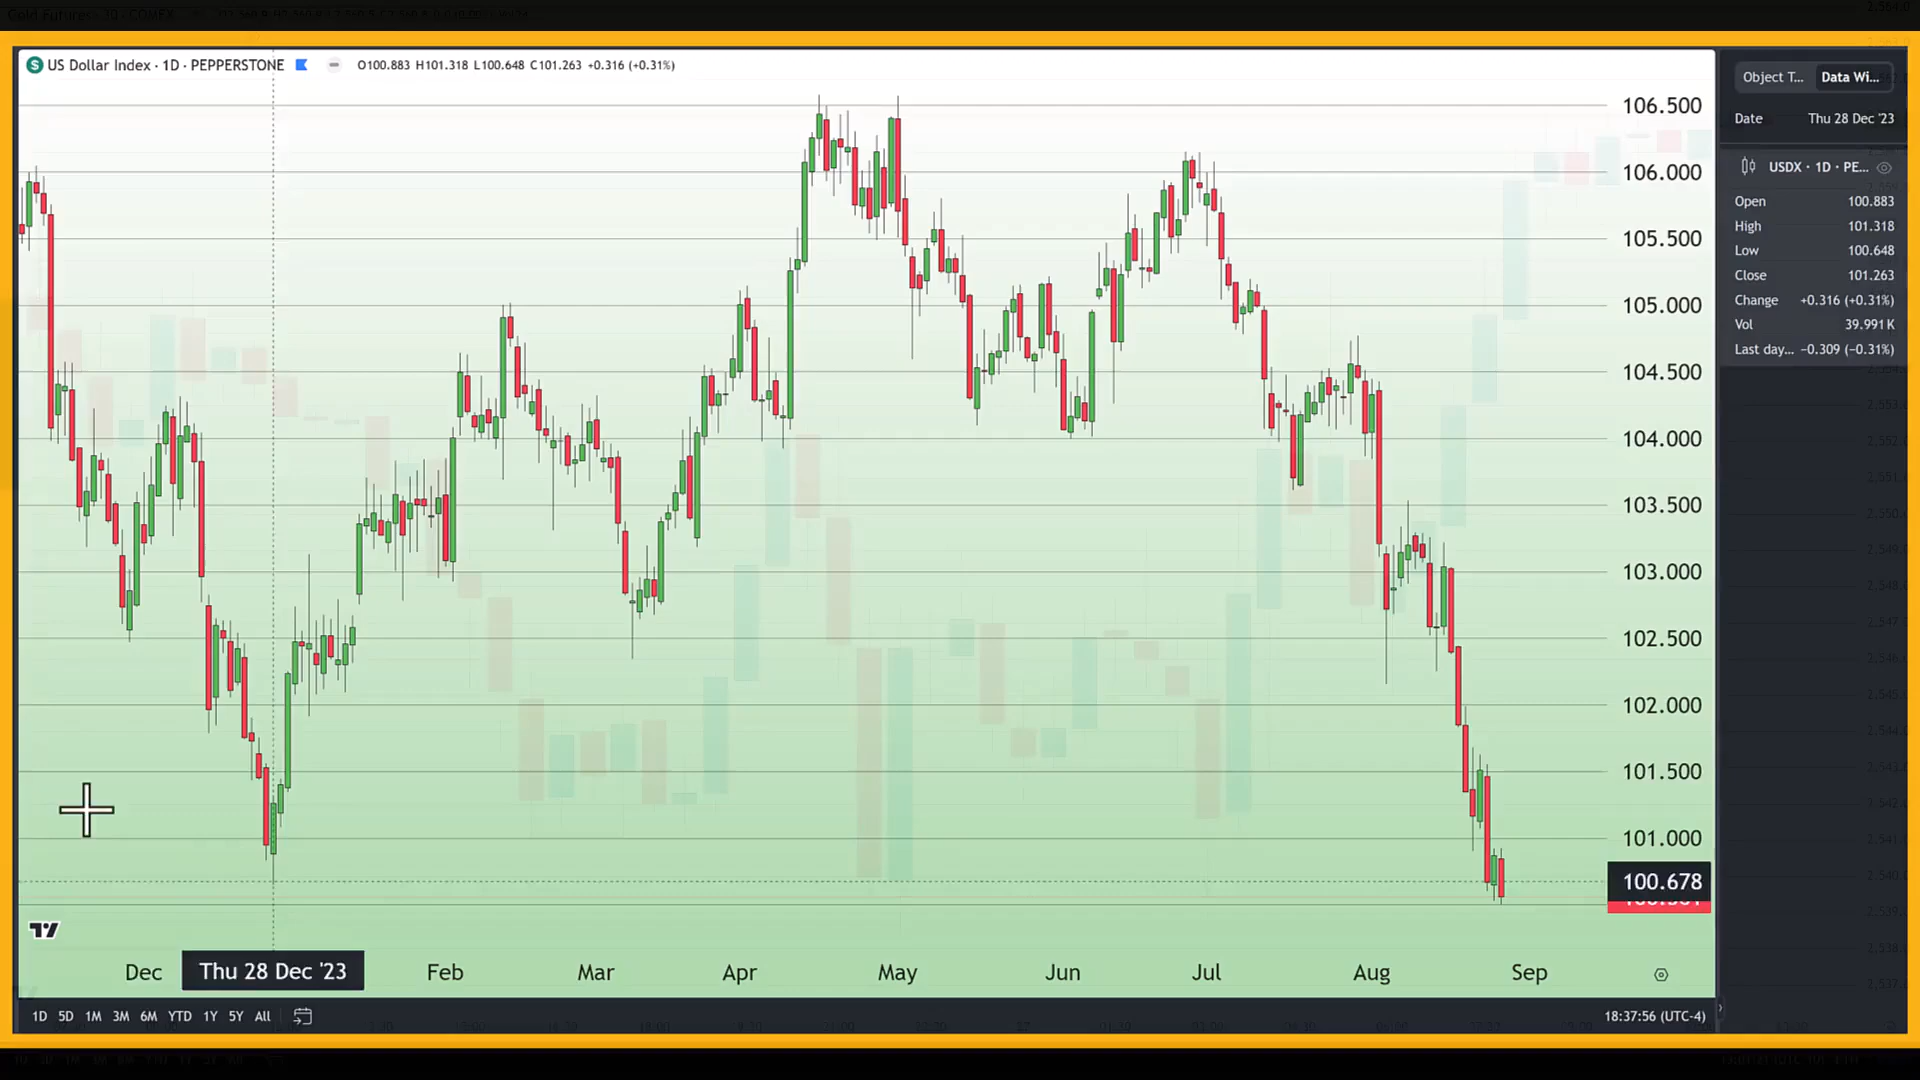 US Dollar Index · 1D · PEPPERSTONE O100.883 H101.318 L100.648 C101.263 +0.316 (+0.31%)
Object T... Data Wi...
Date Thu 28 Dec '23
USDX · 1D · PE...
Open 100.883
High 101.318
Low 100.648
Close 101.263
Change +0.316 (+0.31%)
Vol 39.991 K
Last day... −0.309 (−0.31%)
106.500
106.000
105.500
105.000
104.500
104.000
103.500
103.000
102.500
102.000
101.500
101.000
100.678
Dec Thu 28 Dec '23 Feb Mar Apr May Jun Jul Aug Sep
1D 5D 1M 3M 6M YTD 1Y 5Y All 18:37:56 (UTC-4)